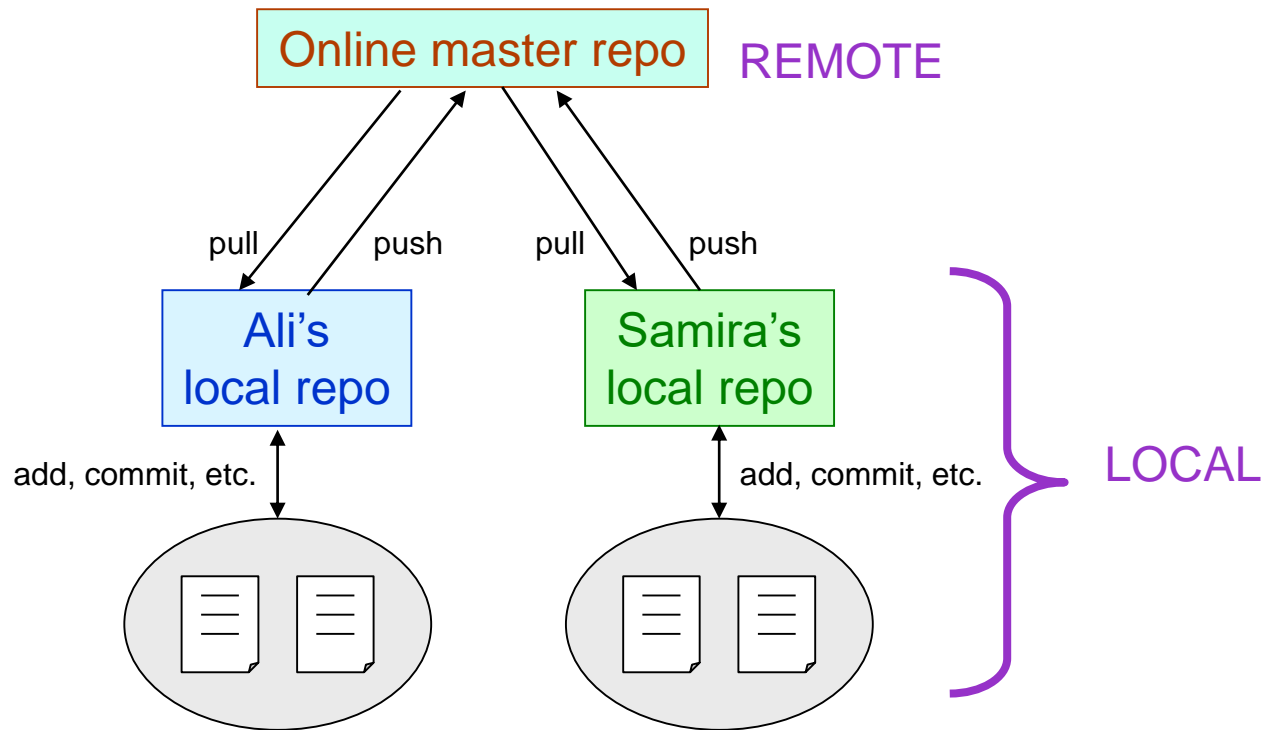 Online master repo
REMOTE
pull
push
pull
push
Ali’s
local repo
Samira’s
local repo
add, commit, etc.
add, commit, etc.
LOCAL